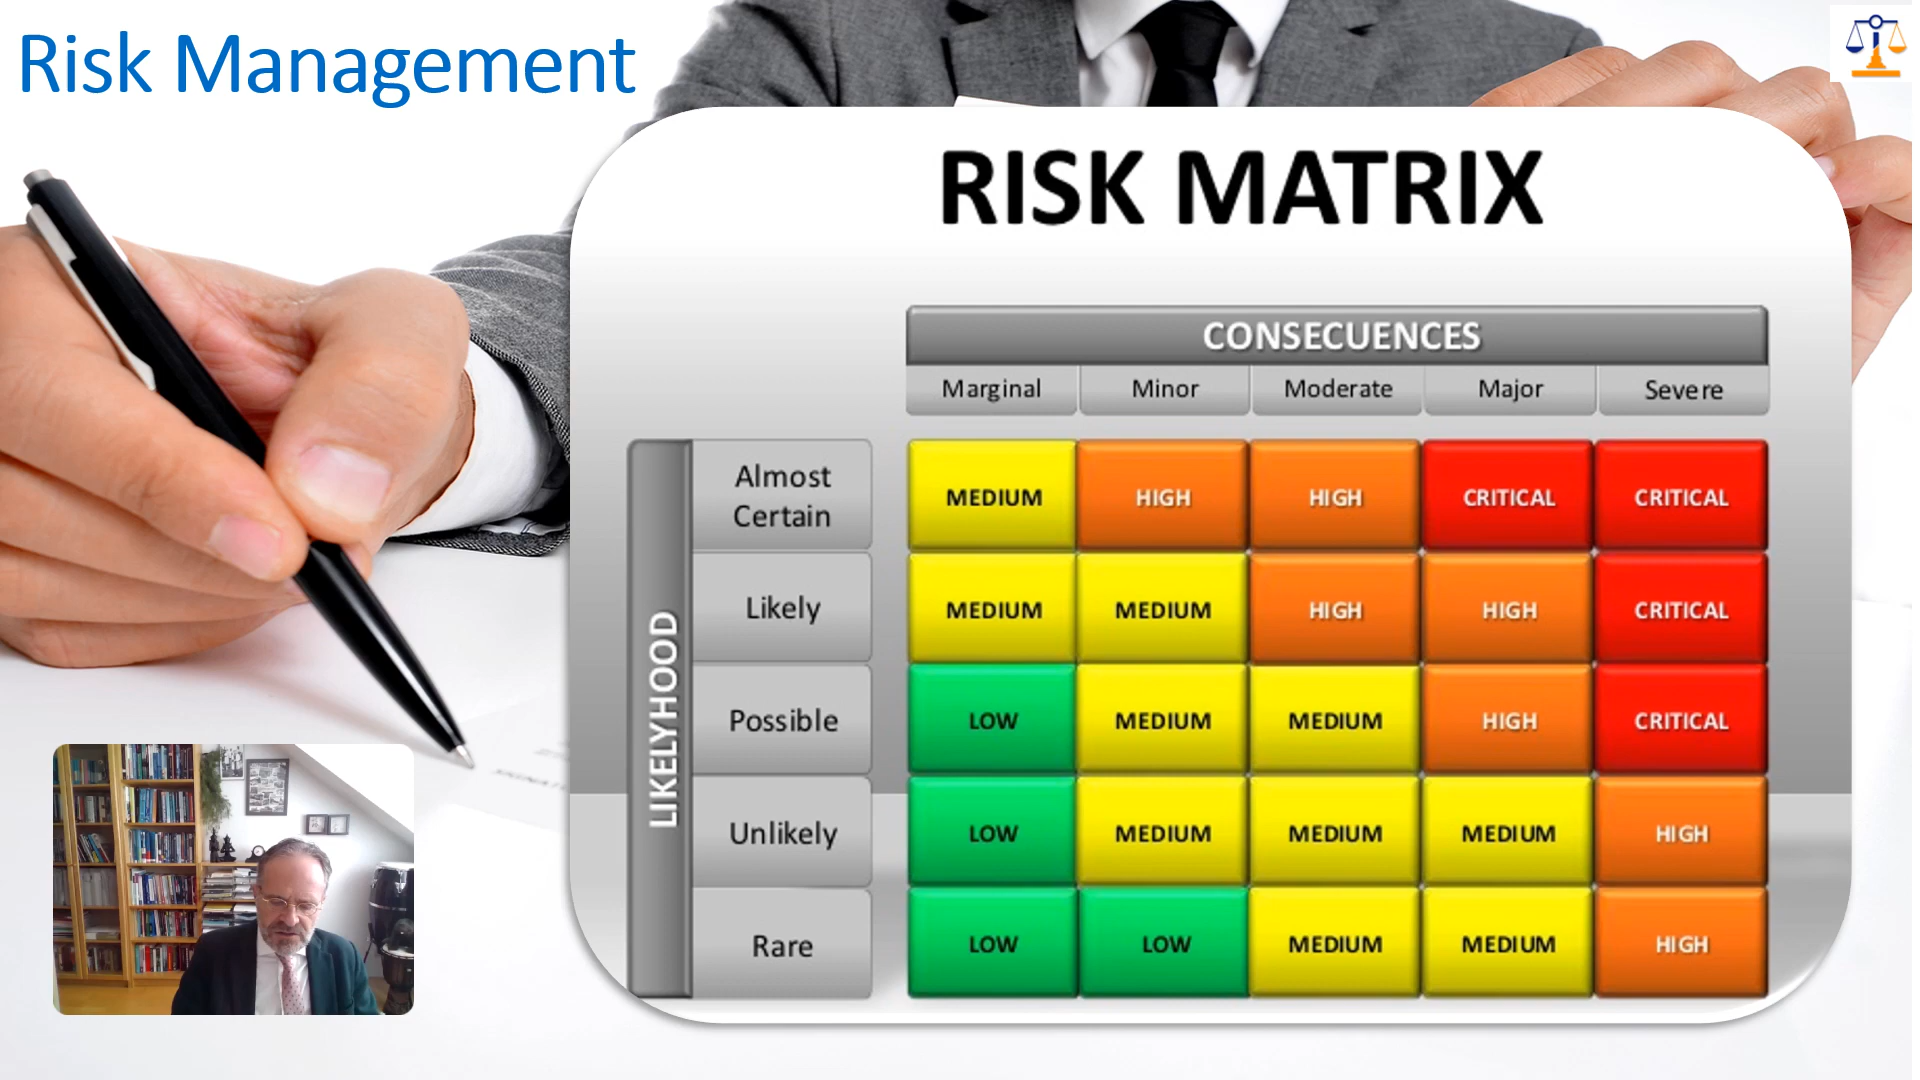 Risk Management
RISK MATRIX
CONSECUENCES
Marginal Minor Moderate Major Severe
LIKELYHOOD
Almost
Certain
MEDIUM HIGH HIGH CRITICAL CRITICAL
Likely MEDIUM MEDIUM HIGH HIGH CRITICAL
Possible LOW MEDIUM MEDIUM HIGH CRITICAL
Unlikely LOW MEDIUM MEDIUM MEDIUM HIGH
Rare LOW LOW MEDIUM MEDIUM HIGH